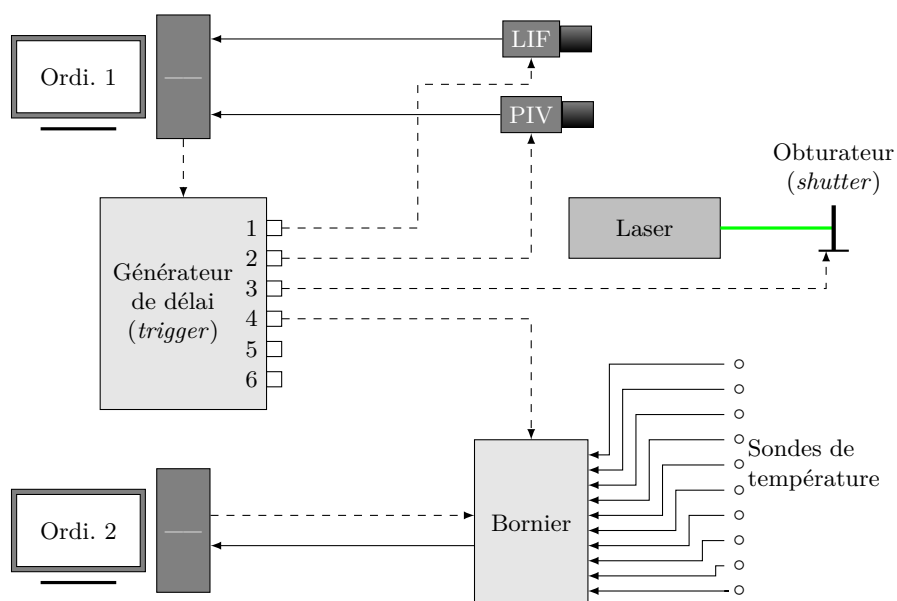 LIF
Ordi. 1
PIV
Obturateur
(shutter)
Laser
Générateur
de délai
(trigger)
1
2
3
4
5
6
Sondes de
température
Ordi. 2
Bornier